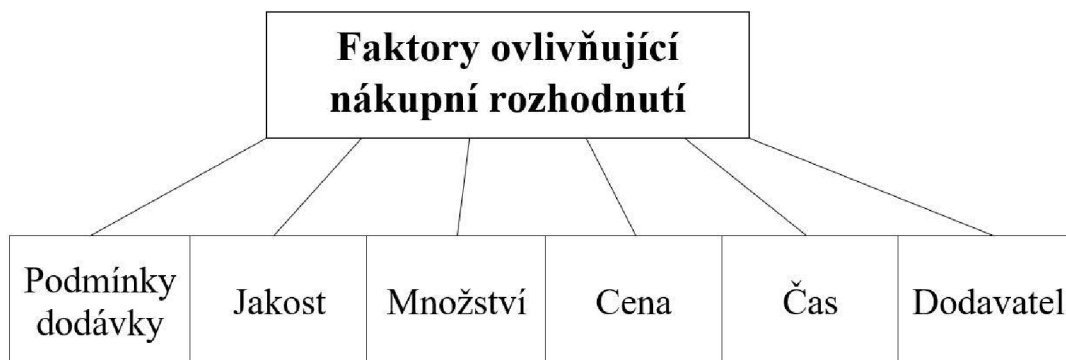 Faktory ovlivňující
nákupní rozhodnutí
Podmínky
dodávky
Jakost
Množství
Cena
Čas
Dodavatel